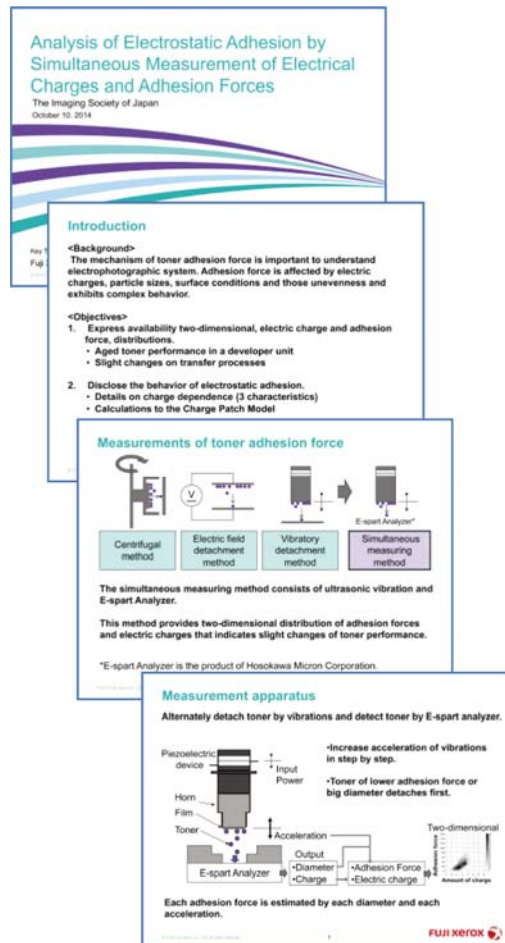 Analysis of Electrostatic Adhesion by
Simultaneous Measurement of Electrical
Charges and Adhesion Forces
The Imaging Society of Japan
October 10, 2014
Key T
Fuji
Introduction
<Background>
The mechanism of toner adhesion force is important to understand
electrophotographic system. Adhesion force is affected by electric
charges, particle sizes, surface conditions and those unevenness and
exhibits complex behavior.
<Objectives>
1. Express availability two-dimensional, electric charge and adhesion
force, distributions.
• Aged toner performance in a developer unit
• Slight changes on transfer processes
2. Disclose the behavior of electrostatic adhesion.
• Details on charge dependence (3 characteristics)
• Calculations to the Charge Patch Model
Measurements of toner adhesion force
V
E-spart Analyzer*
Centrifugal
method
Electric field
detachment
method
Vibratory
detachment
method
Simultaneous
measuring
method
The simultaneous measuring method consists of ultrasonic vibration and
E-spart Analyzer.
This method provides two-dimensional distribution of adhesion forces
and electric charges that indicates slight changes of toner performance.
*E-spart Analyzer is the product of Hosokawa Micron Corporation.
Measurement apparatus
Alternately detach toner by vibrations and detect toner by E-spart analyzer.
Piezoelectric
device
Input
Power
•Increase acceleration of vibrations
in step by step.
•Toner of lower adhesion force or
big diameter detaches first.
Horn
Film
Toner
Acceleration
Two-dimensional
Output
•Diameter
•Charge
•Adhesion Force
•Electric charge
E-spart Analyzer
Adhesion force
Amount of charge
Each adhesion force is estimated by each diameter and each
acceleration.
FUJI XEROX